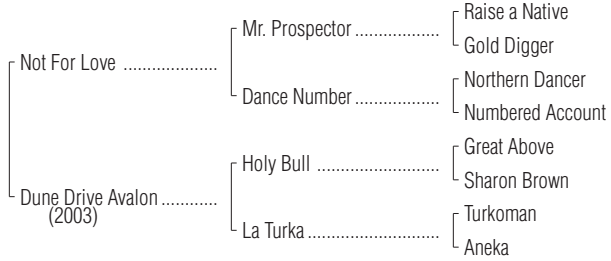 Raise a Native
Mr. Prospector ..................
Gold Digger
Not For Love ....................
Northern Dancer
Dance Number ..................
Numbered Account
Great Above
Holy Bull ..........................
Sharon Brown
Dune Drive Avalon ............
(2003)
Turkoman
La Turka ............................
Aneka